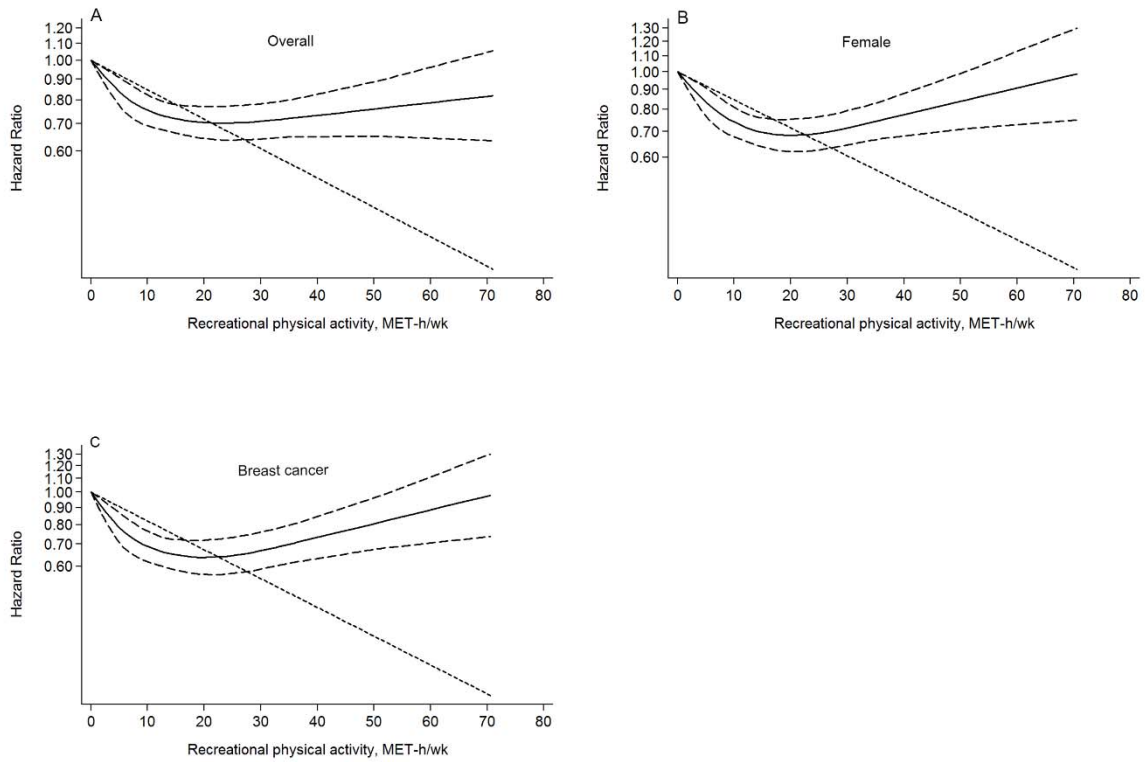 A
Overall
Hazard Ratio
1.20
1.10
1.00
0.90
0.80
0.70
0.60
0 10 20 30 40 50 60 70 80
Recreational physical activity, MET-h/wk
B
Female
Hazard Ratio
1.30
1.20
1.10
1.00
0.90
0.80
0.70
0.60
0 10 20 30 40 50 60 70 80
Recreational physical activity, MET-h/wk
C
Breast cancer
Hazard Ratio
1.30
1.20
1.10
1.00
0.90
0.80
0.70
0.60
0 10 20 30 40 50 60 70 80
Recreational physical activity, MET-h/wk